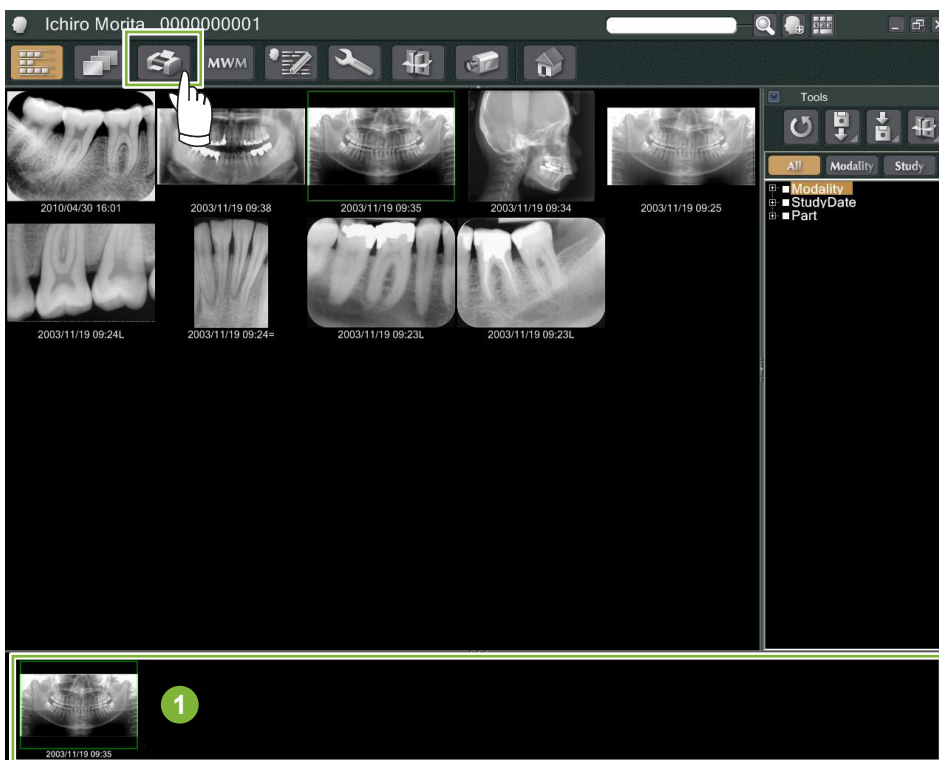 Ichiro Morita 0000000001
MWM
Tools
All Modality Study
Modality
StudyDate
Part
2010/04/30 16:01 2003/11/19 09:38 2003/11/19 09:35 2003/11/19 09:34 2003/11/19 09:25
2003/11/19 09:24L 2003/11/19 09:24= 2003/11/19 09:23L 2003/11/19 09:23L
1
2003/11/19 09:35